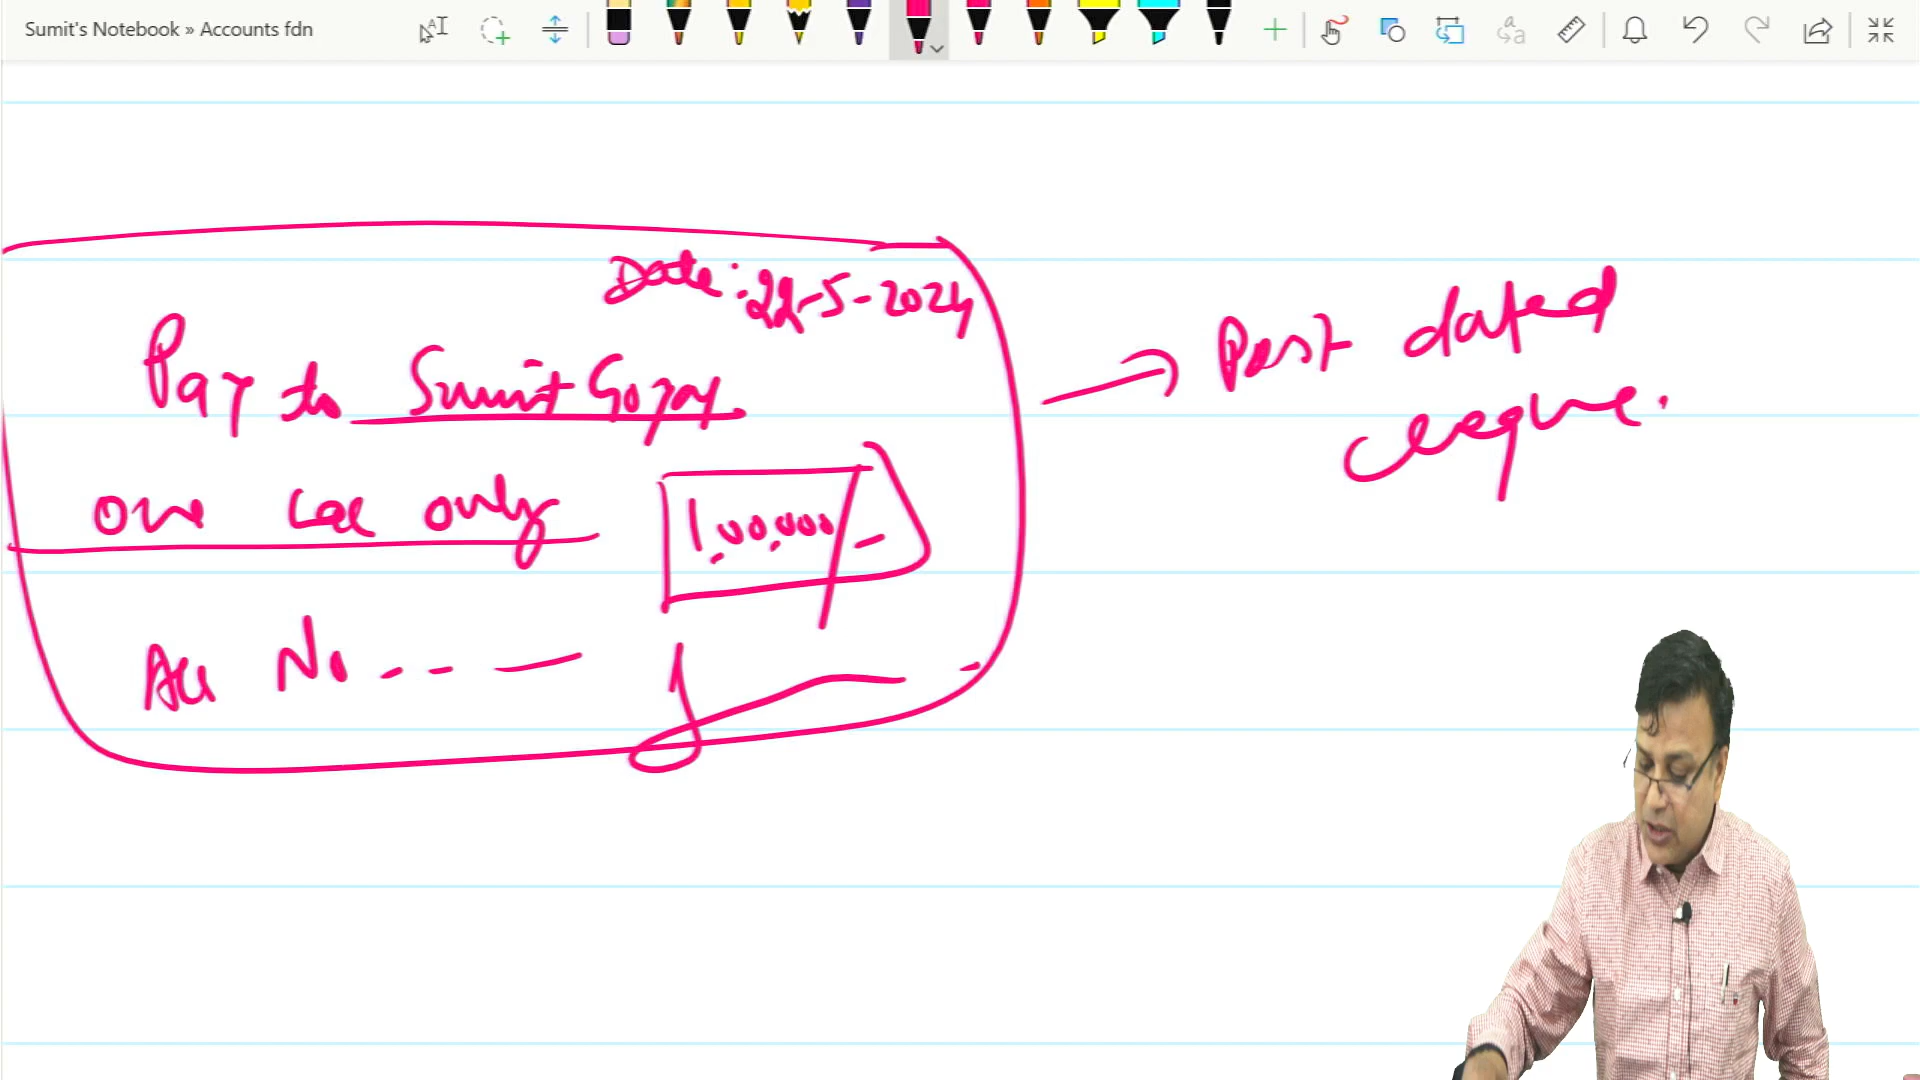 Sumit's Notebook » Accounts fdn
Date: 22-5-2024
Pay to Sumit Goyal
one lac only
1,00,000/-
Acc No. - - -
Post dated
cheque.